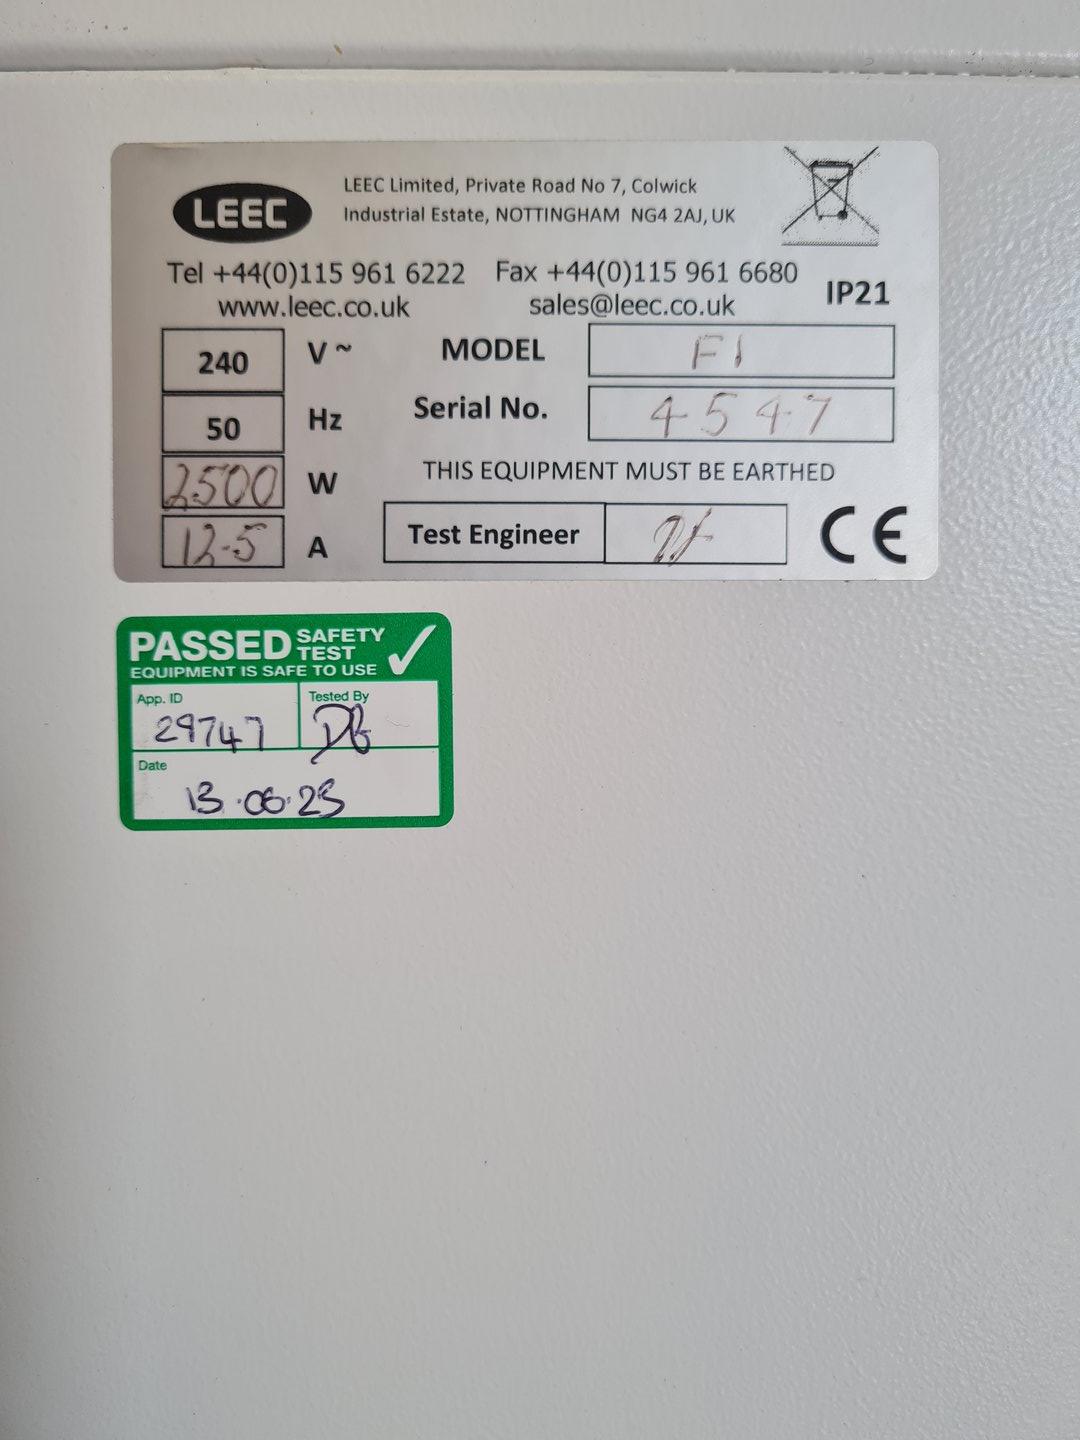 LEEC
LEEC Limited, Private Road No 7, Colwick
Industrial Estate, NOTTINGHAM NG4 2AJ, UK
Tel +44(0)115 961 6222 Fax +44(0)115 961 6680
www.leec.co.uk sales@leec.co.uk IP21
240 V ~ MODEL F1
50 Hz Serial No. 4547
2500 W THIS EQUIPMENT MUST BE EARTHED
12.5 A Test Engineer CE
PASSED SAFETY TEST
EQUIPMENT IS SAFE TO USE
App. ID Tested By
29747
Date
13.06.23